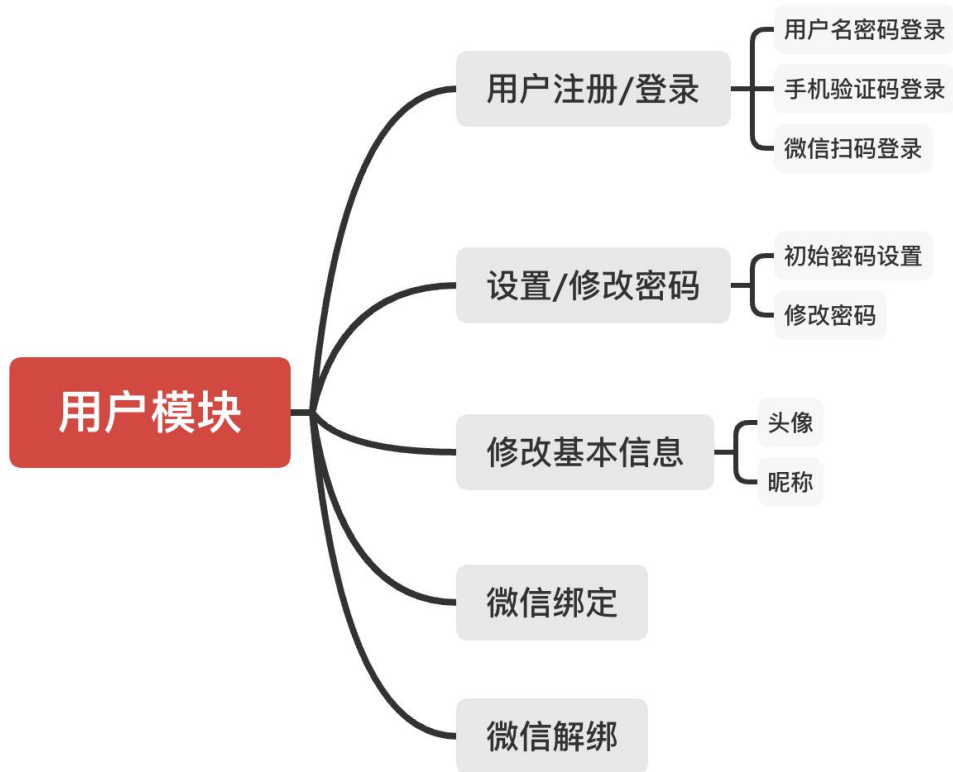 用户模块
用户注册/登录
用户名密码登录
手机验证码登录
微信扫码登录
设置/修改密码
初始密码设置
修改密码
修改基本信息
头像
昵称
微信绑定
微信解绑